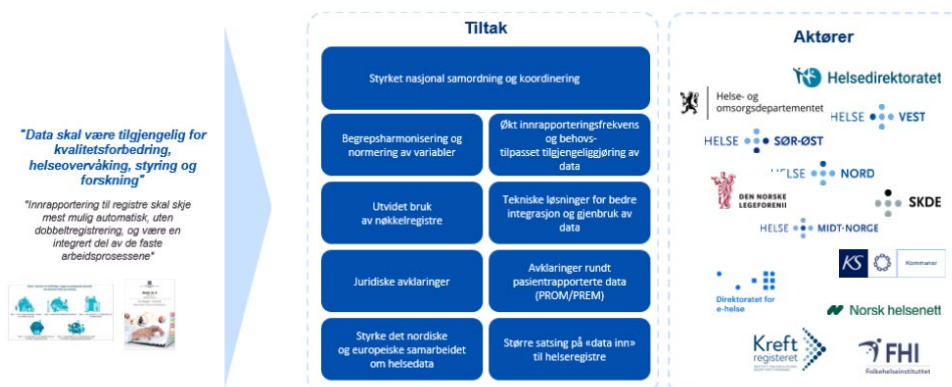 Tiltak
Styrket nasjonal samordning og koordinering
Begrepsharmonisering og
normering av variabler
Økt innrapporteringsfrekvens
og behovs-
tilpasset tilgjengeliggjøring av
data
Utvidet bruk
av nøkkelregistre
Tekniske løsninger for bedre
integrasjon og gjenbruk av
data
Juridiske avklaringer
Avklaringer rundt
pasientrapporterte data
(PROM/PREM)
Styrke det nordiske
og europeiske samarbeidet
om helsedata
Større satsing på «data inn»
til helseregistre
"Data skal være tilgjengelig for
kvalitetsforbedring,
helseovervåking, styring og
forskning"
"Innrapportering til registre skal skje
mest mulig automatisk, uten
dobbeltregistrering, og være en
integrert del av de faste
arbeidsprosessene"
Aktører
Helsedirektoratet
Helse- og
omsorgsdepartementet
HELSE VEST
HELSE SØR-ØST
HELSE NORD
DEN NORSKE
LEGEFORENI
SKDE
HELSE MIDT-NORGE
KS
Kommuner
Direktoratet for
e-helse
Norsk helsenett
Kreft
registeret
FHI
Folkehelseinstituttet